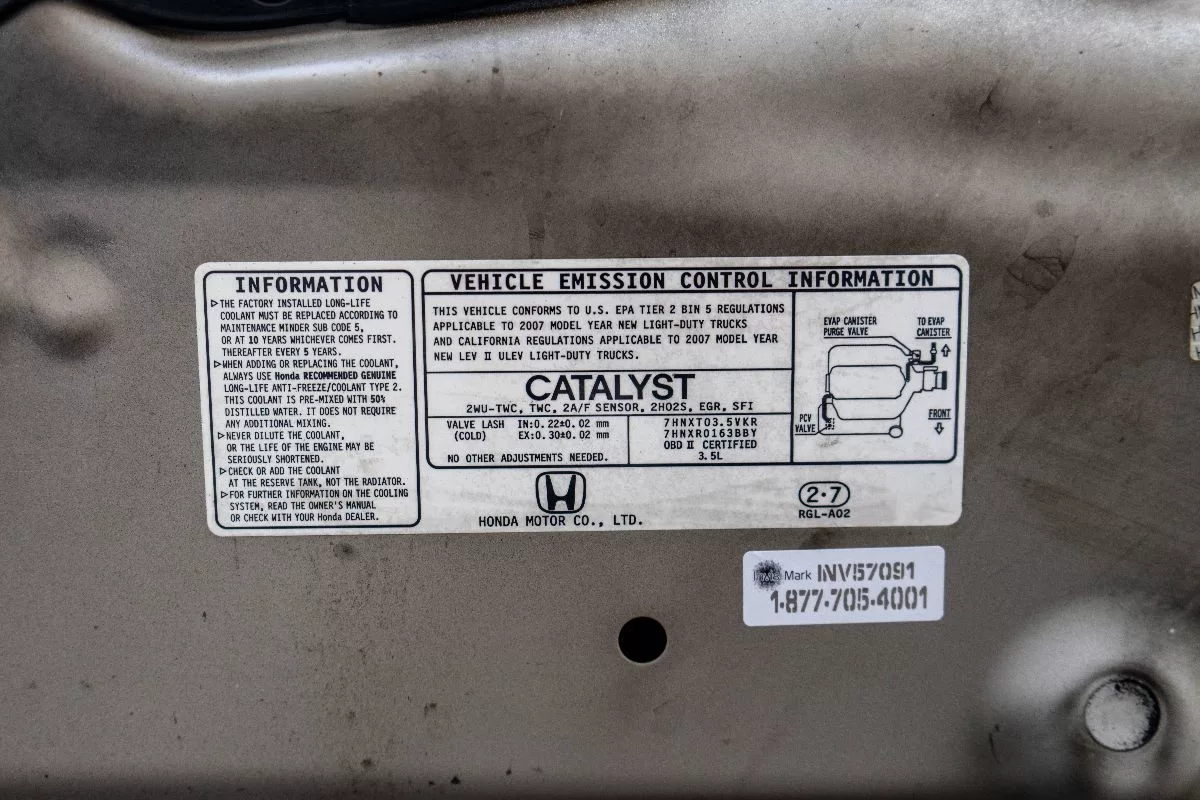 INFORMATION
▷THE FACTORY INSTALLED LONG-LIFE
COOLANT MUST BE REPLACED ACCORDING TO
MAINTENANCE MINDER SUB CODE 5,
OR AT 10 YEARS WHICHEVER COMES FIRST.
THEREAFTER EVERY 5 YEARS.
▷WHEN ADDING OR REPLACING THE COOLANT,
ALWAYS USE Honda RECOMMENDED GENUINE
LONG-LIFE ANTI-FREEZE/COOLANT TYPE 2.
THIS COOLANT IS PRE-MIXED WITH 50%
DISTILLED WATER. IT DOES NOT REQUIRE
ANY ADDITIONAL MIXING.
▷NEVER DILUTE THE COOLANT,
OR THE LIFE OF THE ENGINE MAY BE
SERIOUSLY SHORTENED.
▷CHECK OR ADD THE COOLANT
AT THE RESERVE TANK, NOT THE RADIATOR.
▷FOR FURTHER INFORMATION ON THE COOLING
SYSTEM, READ THE OWNER'S MANUAL
OR CHECK WITH YOUR Honda DEALER.
VEHICLE EMISSION CONTROL INFORMATION
THIS VEHICLE CONFORMS TO U.S. EPA TIER 2 BIN 5 REGULATIONS
APPLICABLE TO 2007 MODEL YEAR NEW LIGHT-DUTY TRUCKS
AND CALIFORNIA REGULATIONS APPLICABLE TO 2007 MODEL YEAR
NEW LEV II ULEV LIGHT-DUTY TRUCKS.
CATALYST
2WU-TWC, TWC, 2A/F SENSOR, 2HO2S, EGR, SFI
VALVE LASH IN:0.22±0.02 mm
(COLD) EX:0.30±0.02 mm
NO OTHER ADJUSTMENTS NEEDED.
7HNXT03.5VKR
7HNXR0163BBY
OBD II CERTIFIED
3.5L
EVAP CANISTER
PURGE VALVE
TO EVAP
CANISTER
PCV
VALVE
FRONT
HONDA MOTOR CO., LTD.
2·7
RGL-A02
Mark INV57091
1·877·705·4001